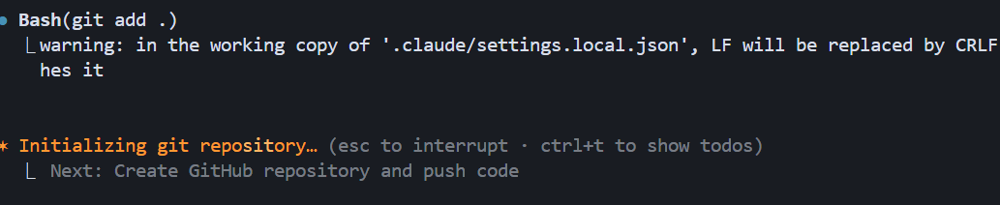 ● Bash(git add .)
⎿ warning: in the working copy of '.claude/settings.local.json', LF will be replaced by CRLF
hes it
✶ Initializing git repository… (esc to interrupt · ctrl+t to show todos)
⎿ Next: Create GitHub repository and push code